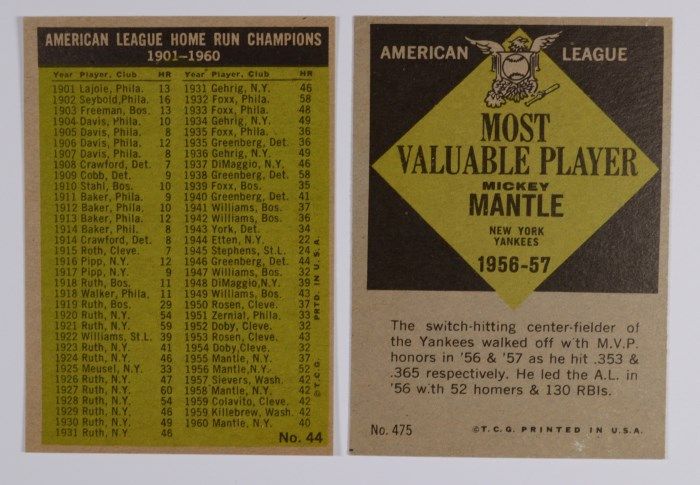 AMERICAN LEAGUE HOME RUN CHAMPIONS
1901–1960
Year Player, Club HR Year Player, Club HR
1901 Lajoie, Phila. 13 1931 Gehrig, N.Y. 46
1902 Seybold, Phila. 16 1932 Foxx, Phila. 58
1903 Freeman, Bos. 13 1933 Foxx, Phila. 48
1904 Davis, Phila. 10 1934 Gehrig, N.Y. 49
1905 Davis, Phila. 8 1935 Greenberg, Det. 36
1906 Davis, Phila. 12 1936 Gehrig, N.Y. 49
1907 Davis, Phila. 8 1937 DiMaggio, N.Y. 46
1908 Crawford, Det. 7 1938 Greenberg, Det. 58
1909 Cobb, Det. 9 1939 Foxx, Bos. 35
1910 Stahl, Bos. 10 1940 Greenberg, Det. 41
1911 Baker, Phila. 9 1941 Williams, Bos. 37
1912 Baker, Phila. 10 1942 Williams, Bos. 36
1913 Baker, Phila. 12 1943 York, Det. 34
1914 Baker, Phil. 8 1944 Etten, N.Y. 22
1914 Crawford, Det. 8 1945 Stephens, St.L. 24
1915 Roth, Cleve. 7 1946 Greenberg, Det. 44
1916 Pipp, N.Y. 12 1947 Williams, Bos. 32
1917 Pipp, N.Y. 9 1948 DiMaggio, N.Y. 39
1918 Ruth, Bos. 11 1949 Williams, Bos. 43
1918 Walker, Phila. 11 1950 Rosen, Cleve. 37
1919 Ruth, Bos. 29 1951 Zernial, Phila. 33
1920 Ruth, N.Y. 54 1952 Doby, Cleve. 32
1921 Ruth, N.Y. 59 1953 Rosen, Cleve. 43
1922 Williams, St.L. 39 1954 Doby, Cleve. 32
1923 Ruth, N.Y. 41 1955 Mantle, N.Y. 37
1924 Ruth, N.Y. 46 1956 Mantle, N.Y. 52
1925 Meusel, N.Y. 33 1957 Sievers, Wash. 42
1926 Ruth, N.Y. 47 1958 Mantle, N.Y. 42
1927 Ruth, N.Y. 60 1959 Colavito, Cleve. 42
1928 Ruth, N.Y. 54 1959 Killebrew, Wash. 42
1929 Ruth, N.Y. 46 1960 Mantle, N.Y. 40
1930 Ruth, N.Y. 49
1931 Ruth, N.Y. 46
No. 44
©T.C.G. PRTD. IN U.S.A.
AMERICAN LEAGUE
MOST
VALUABLE PLAYER
MICKEY
MANTLE
NEW YORK
YANKEES
1956-57
The switch-hitting center-fielder of
the Yankees walked off with M.V.P.
honors in '56 & '57 as he hit .353 &
.365 respectively. He led the A.L. in
'56 with 52 homers & 130 RBIs.
No. 475 ©T.C.G. PRINTED IN U.S.A.